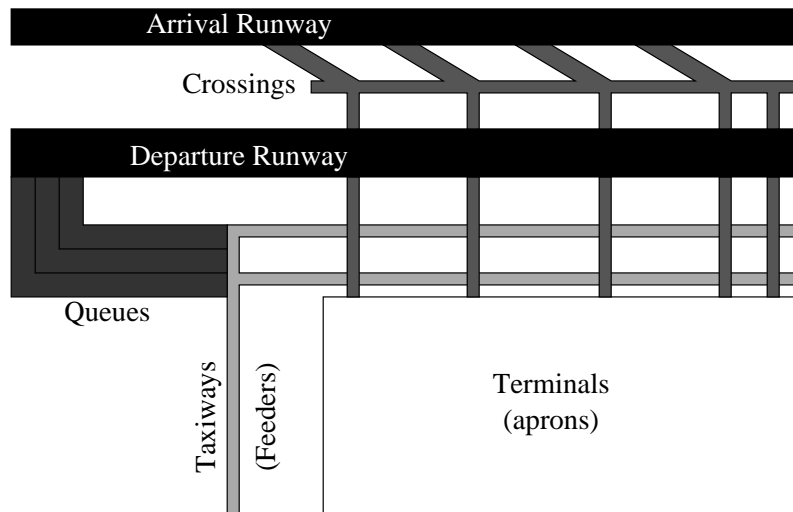 Arrival Runway
Crossings
Departure Runway
Queues
Taxiways
(Feeders)
Terminals
(aprons)